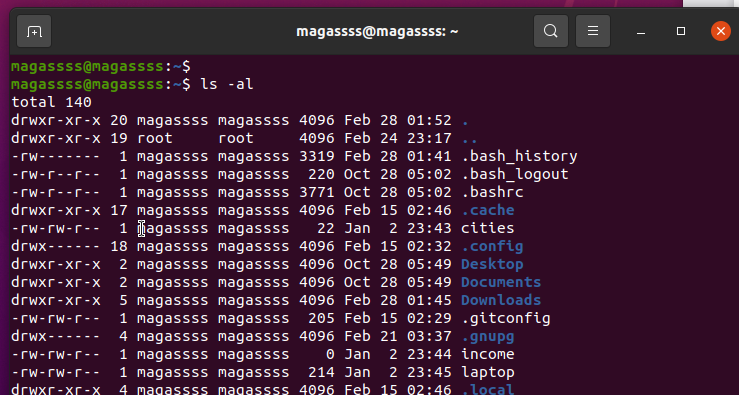 magassss@magassss: ~
magassss@magassss:~$
magassss@magassss:~$ ls -al
total 140
drwxr-xr-x 20 magassss magassss 4096 Feb 28 01:52 .
drwxr-xr-x 19 root     root     4096 Feb 24 23:17 ..
-rw-------  1 magassss magassss 3319 Feb 28 01:41 .bash_history
-rw-r--r--  1 magassss magassss  220 Oct 28 05:02 .bash_logout
-rw-r--r--  1 magassss magassss 3771 Oct 28 05:02 .bashrc
drwxr-xr-x 17 magassss magassss 4096 Feb 15 02:46 .cache
-rw-rw-r--  1 magassss magassss   22 Jan  2 23:43 cities
drwx------ 18 magassss magassss 4096 Feb 15 02:32 .config
drwxr-xr-x  2 magassss magassss 4096 Oct 28 05:49 Desktop
drwxr-xr-x  2 magassss magassss 4096 Oct 28 05:49 Documents
drwxr-xr-x  5 magassss magassss 4096 Feb 28 01:45 Downloads
-rw-rw-r--  1 magassss magassss  205 Feb 15 02:29 .gitconfig
drwx------  4 magassss magassss 4096 Feb 21 03:37 .gnupg
-rw-rw-r--  1 magassss magassss    0 Jan  2 23:44 income
-rw-rw-r--  1 magassss magassss  214 Jan  2 23:45 laptop
drwxr-xr-x  4 magassss magassss 4096 Feb 15 02:46 .local